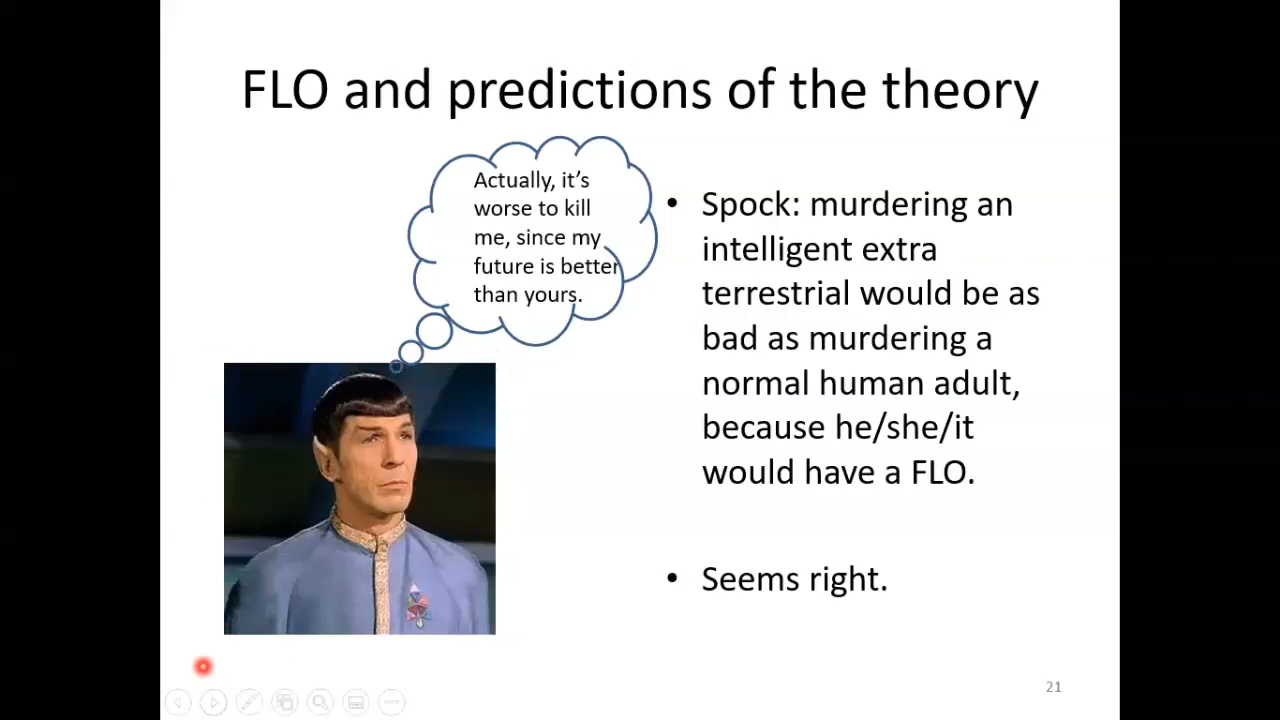 FLO and predictions of the theory
Actually, it's
worse to kill
me, since my
future is better
than yours.
• Spock: murdering an
intelligent extra
terrestrial would be as
bad as murdering a
normal human adult,
because he/she/it
would have a FLO.
• Seems right.
21